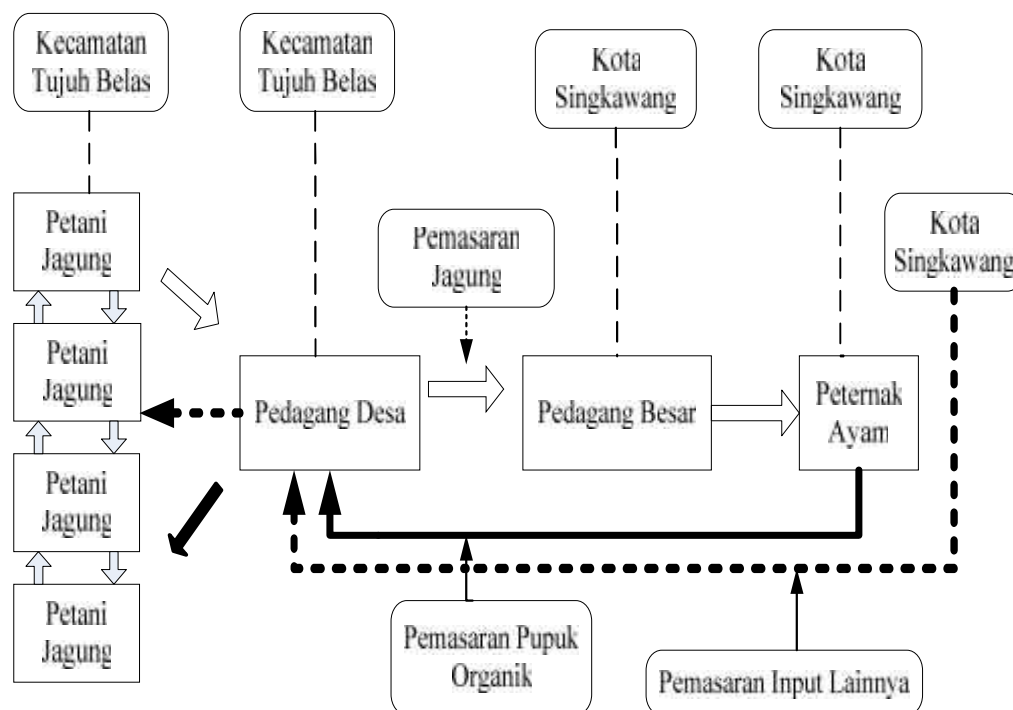 Kecamatan
Tujuh Belas
Kecamatan
Tujuh Belas
Kota
Singkawang
Kota
Singkawang
Petani
Jagung
Pemasaran
Jagung
Kota
Singkawang
Petani
Jagung
Pedagang Desa
Pedagang Besar
Peternak
Ayam
Petani
Jagung
Petani
Jagung
Pemasaran Pupuk
Organik
Pemasaran Input Lainnya